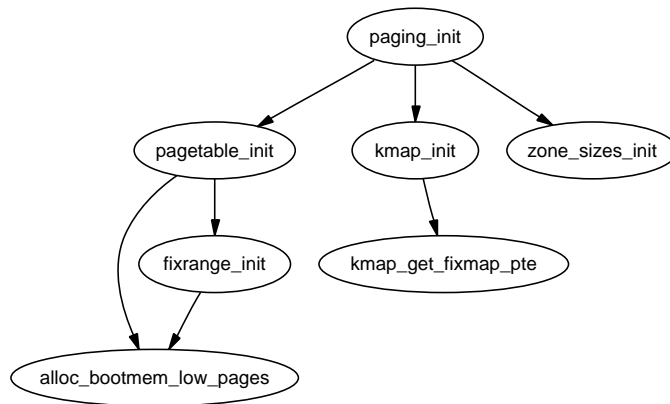 paging_init
pagetable_init
kmap_init
zone_sizes_init
fixrange_init
kmap_get_fixmap_pte
alloc_bootmem_low_pages